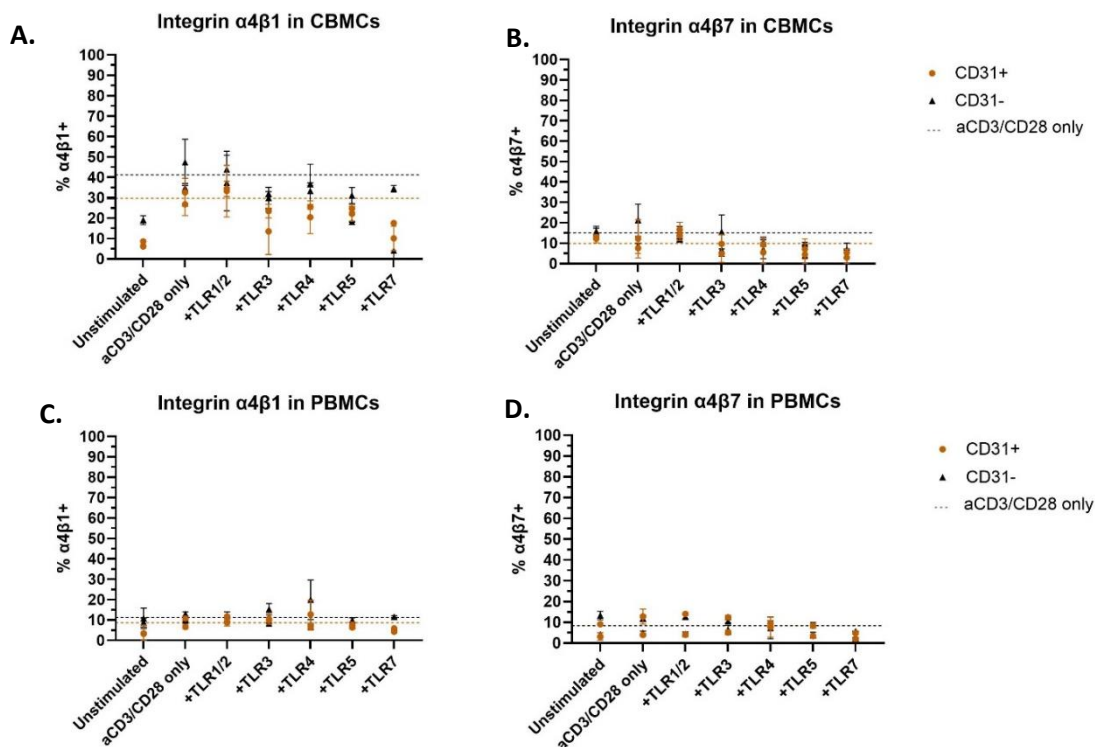 A.
Integrin α4β1 in CBMCs
100
90
80
70
60
50
40
30
20
10
0
% α4β1+
Unstimulated
aCD3/CD28 only
+TLR1/2
+TLR3
+TLR4
+TLR5
+TLR7
B.
Integrin α4β7 in CBMCs
100
90
80
70
60
50
40
30
20
10
0
% α4β7+
Unstimulated
aCD3/CD28 only
+TLR1/2
+TLR3
+TLR4
+TLR5
+TLR7
CD31+
CD31-
aCD3/CD28 only
C.
Integrin α4β1 in PBMCs
100
90
80
70
60
50
40
30
20
10
0
% α4β1+
Unstimulated
aCD3/CD28 only
+TLR1/2
+TLR3
+TLR4
+TLR5
+TLR7
D.
Integrin α4β7 in PBMCs
100
90
80
70
60
50
40
30
20
10
0
% α4β7+
Unstimulated
aCD3/CD28 only
+TLR1/2
+TLR3
+TLR4
+TLR5
+TLR7
CD31+
CD31-
aCD3/CD28 only